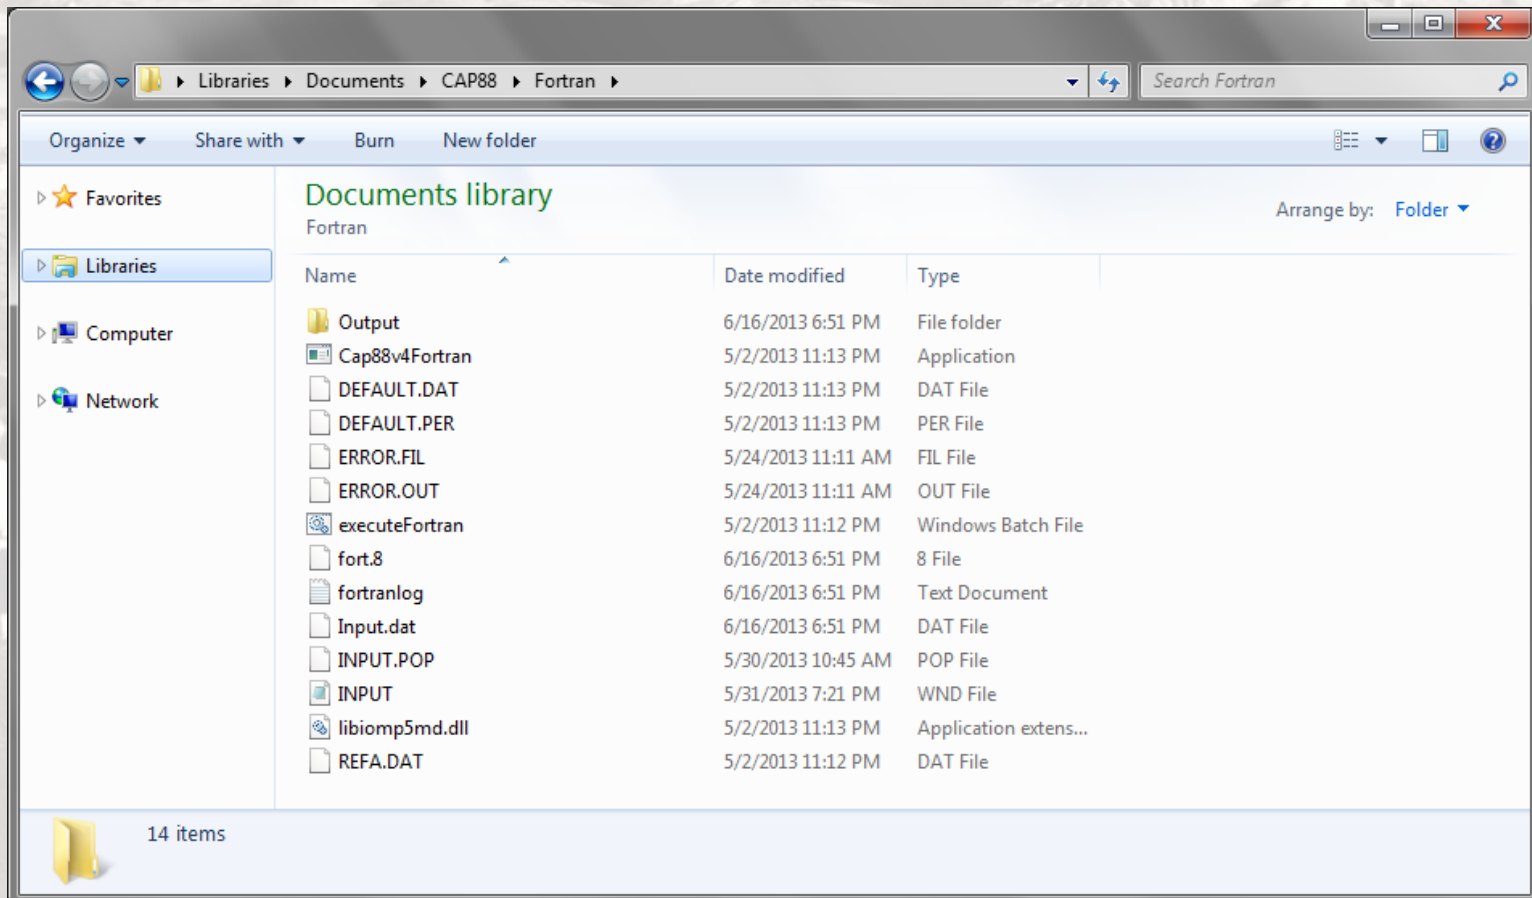 Libraries Documents CAP88 Fortran Search Fortran
Organize Share with Burn New folder
Favorites
Libraries
Computer
Network
Documents library
Fortran
Arrange by: Folder
Name Date modified Type
Output 6/16/2013 6:51 PM File folder
Cap88v4Fortran 5/2/2013 11:13 PM Application
DEFAULT.DAT 5/2/2013 11:13 PM DAT File
DEFAULT.PER 5/2/2013 11:13 PM PER File
ERROR.FIL 5/24/2013 11:11 AM FIL File
ERROR.OUT 5/24/2013 11:11 AM OUT File
executeFortran 5/2/2013 11:12 PM Windows Batch File
fort.8 6/16/2013 6:51 PM 8 File
fortranlog 6/16/2013 6:51 PM Text Document
Input.dat 6/16/2013 6:51 PM DAT File
INPUT.POP 5/30/2013 10:45 AM POP File
INPUT 5/31/2013 7:21 PM WND File
libiomp5md.dll 5/2/2013 11:13 PM Application extens...
REFA.DAT 5/2/2013 11:12 PM DAT File
14 items